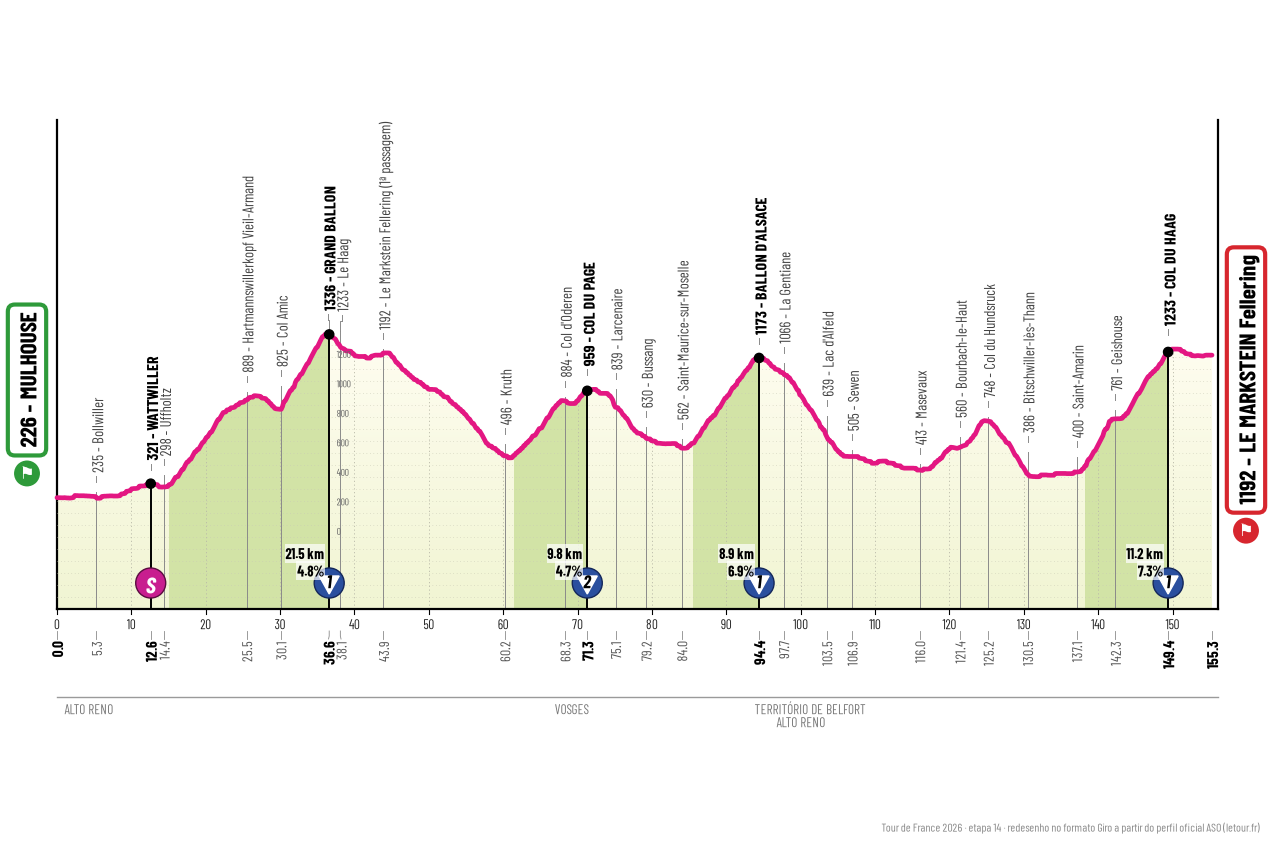 226 - MULHOUSE
235 - Bollwiller
321 - WATTWILLER
298 - Uffholtz
889 - Hartmannswillerkopf Vieil-Armand
825 - Col Amic
1336 - GRAND BALLON
1233 - Le Haag
1192 - Le Markstein Fellering (1ª passagem)
496 - Kruth
884 - Col d'Oderen
959 - COL DU PAGE
839 - Larcenaire
630 - Bussang
562 - Saint-Maurice-sur-Moselle
1173 - BALLON D'ALSACE
1066 - La Gentiane
639 - Lac d'Alfeld
505 - Sewen
413 - Masevaux
560 - Bourbach-le-Haut
748 - Col du Hundsruck
386 - Bitschwiller-lès-Thann
400 - Saint-Amarin
761 - Geishouse
1233 - COL DU HAAG
1192 - LE MARKSTEIN Fellering
1200
1000
800
600
400
200
0
21.5 km
4.8%
9.8 km
4.7%
8.9 km
6.9%
11.2 km
7.3%
S
1
2
1
1
0 10 20 30 40 50 60 70 80 90 100 110 120 130 140 150
0.0 5.3 12.6 14.4 25.5 30.1 36.6 38.1 43.9 60.2 68.3 71.3 75.1 79.2 84.0 94.4 97.7 103.5 106.9 116.0 121.4 125.2 130.5 137.1 142.3 149.4 155.3
ALTO RENO
VOSGES
TERRITÓRIO DE BELFORT
ALTO RENO
Tour de France 2026 · etapa 14 · redesenho no formato Giro a partir do perfil oficial ASO (letour.fr)